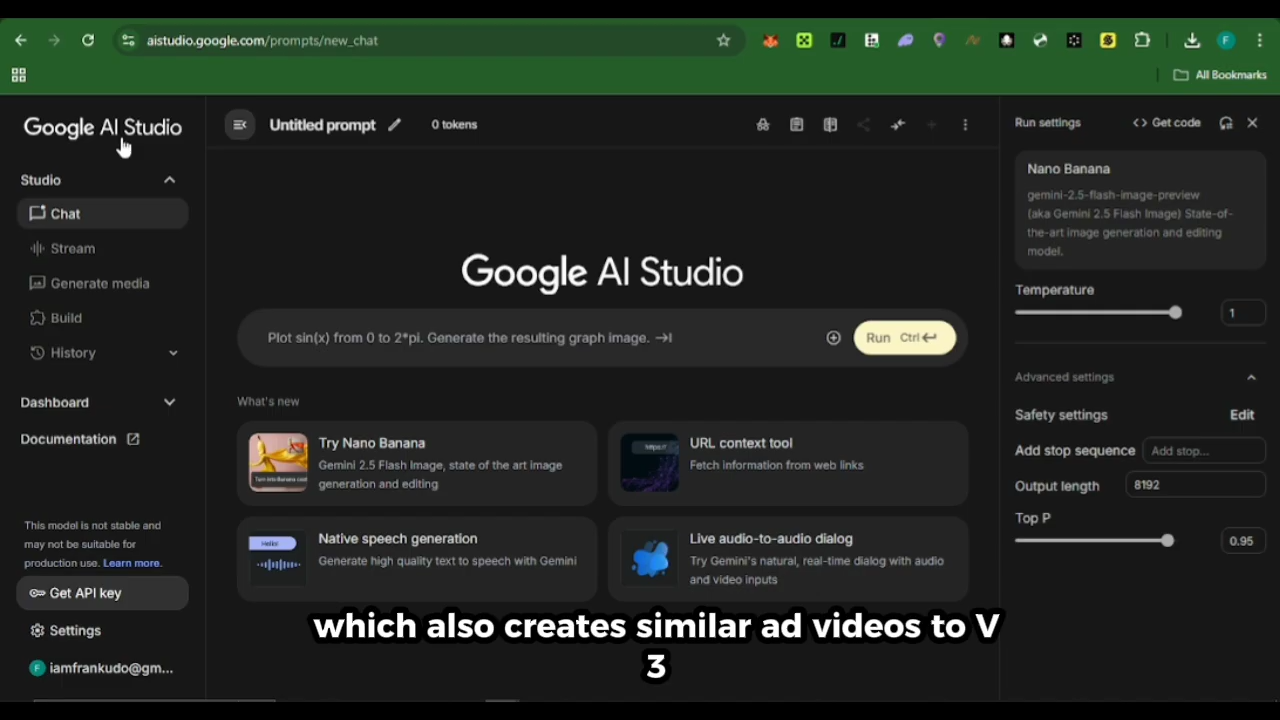 aistudio.google.com/prompts/new_chat
All Bookmarks
Google AI Studio
Studio
Chat
Stream
Generate media
Build
History
Dashboard
Documentation
This model is not stable and
may not be suitable for
production use. Learn more.
Get API key
Settings
iamfrankudo@gm...
Untitled prompt
0 tokens
Google AI Studio
Plot sin(x) from 0 to 2*pi. Generate the resulting graph image.
Run Ctrl
What's new
Try Nano Banana
Gemini 2.5 Flash Image, state of the art image
generation and editing
URL context tool
Fetch information from web links
Native speech generation
Generate high quality text to speech with Gemini
Hello!
Live audio-to-audio dialog
Try Gemini's natural, real-time dialog with audio
and video inputs
which also creates similar ad videos to V
3
Run settings
<> Get code
Nano Banana
gemini-2.5-flash-image-preview
(aka Gemini 2.5 Flash Image) State-of-
the-art image generation and editing
model.
Temperature
1
Advanced settings
Safety settings
Edit
Add stop sequence
Add stop...
Output length
8192
Top P
0.95